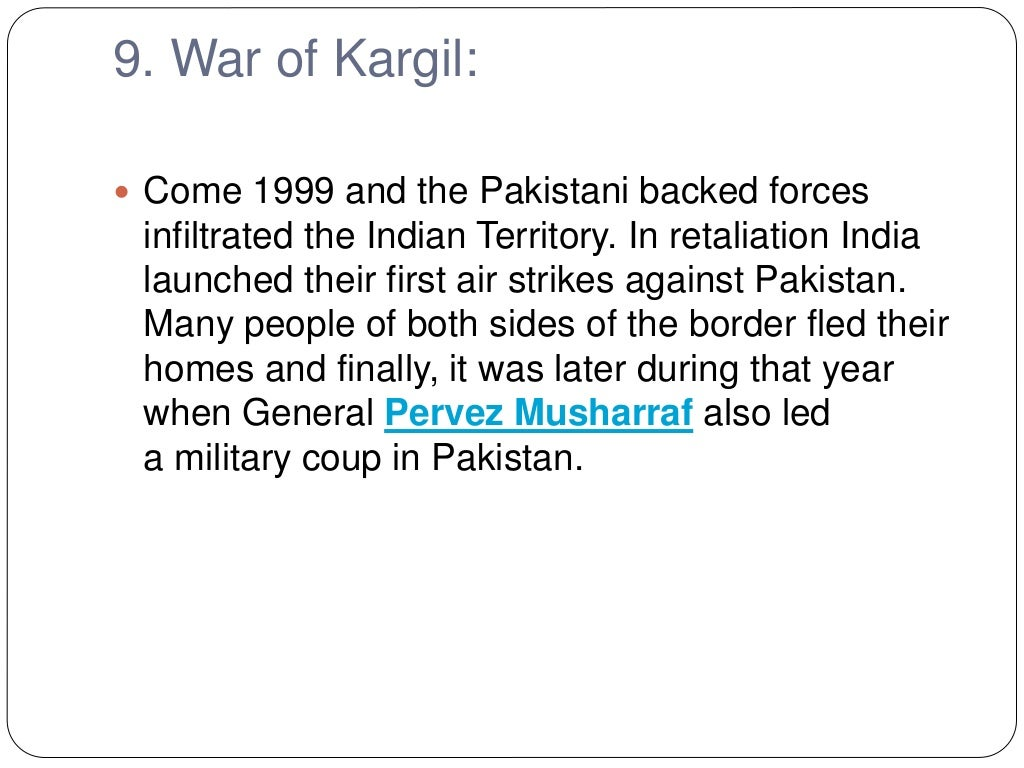 9. War of Kargil:
• Come 1999 and the Pakistani backed forces
infiltrated the Indian Territory. In retaliation India
launched their first air strikes against Pakistan.
Many people of both sides of the border fled their
homes and finally, it was later during that year
when General Pervez Musharraf also led
a military coup in Pakistan.